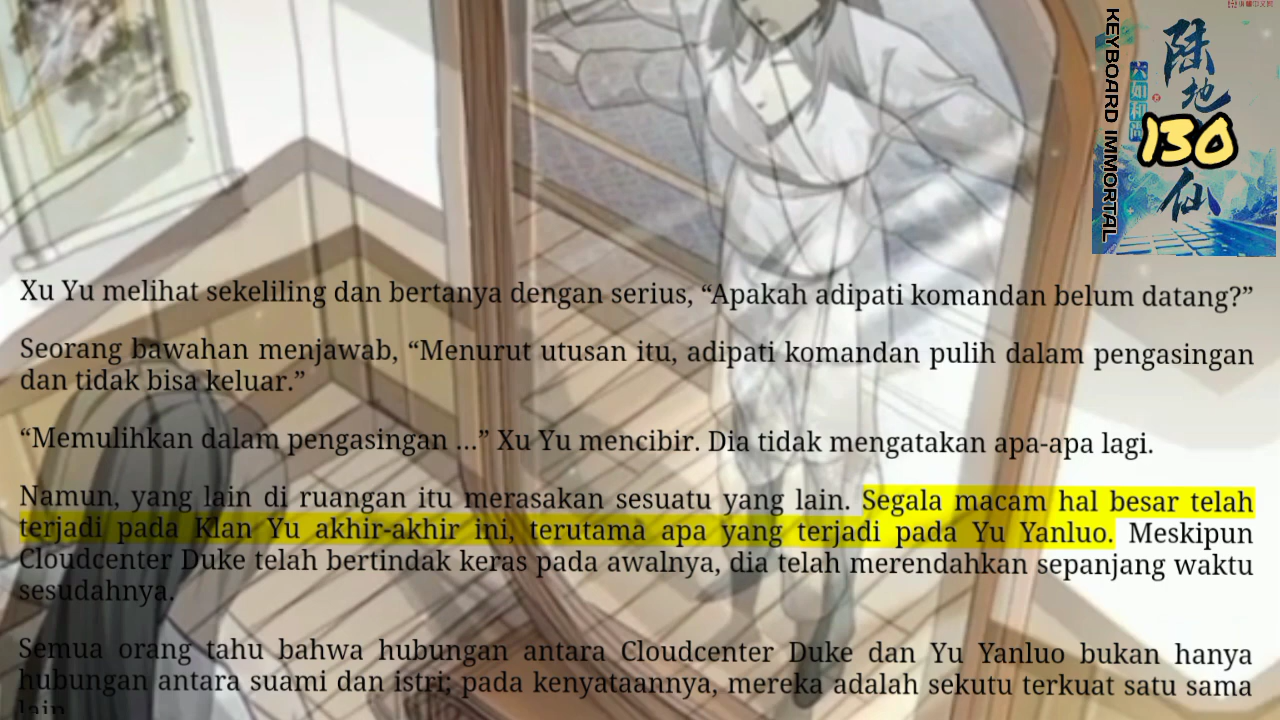 KEYBOARD IMMORTAL
陆地
130
仙
Xu Yu melihat sekeliling dan bertanya dengan serius, “Apakah adipati komandan belum datang?”
Seorang bawahan menjawab, “Menurut utusan itu, adipati komandan pulih dalam pengasingan
dan tidak bisa keluar.”
“Memulihkan dalam pengasingan ...” Xu Yu mencibir. Dia tidak mengatakan apa-apa lagi.
Namun, yang lain di ruangan itu merasakan sesuatu yang lain. Segala macam hal besar telah
terjadi pada Klan Yu akhir-akhir ini, terutama apa yang terjadi pada Yu Yanluo. Meskipun
Cloudcenter Duke telah bertindak keras pada awalnya, dia telah merendahkan sepanjang waktu
sesudahnya.
Semua orang tahu bahwa hubungan antara Cloudcenter Duke dan Yu Yanluo bukan hanya
hubungan antara suami dan istri; pada kenyataannya, mereka adalah sekutu terkuat satu sama
lain